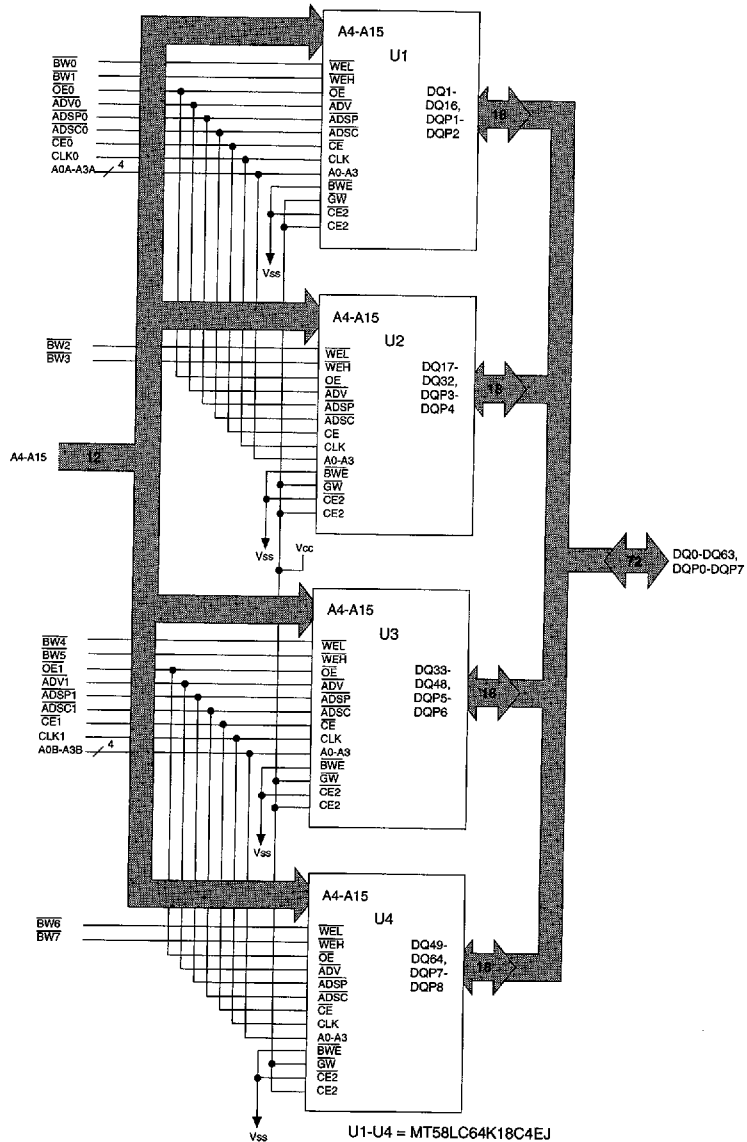 A4-A15
U1
BW0
BW1
OE0
ADV0
ADSP0
ADSC0
CE0
CLK0
A0A-A3A
4
WEL
WEH
OE
ADV
ADSP
ADSC
CE
CLK
A0-A3
BWE
GW
CE2
CE2
DQ1-
DQ16,
DQP1-
DQP2
18
Vss
A4-A15
U2
BW2
BW3
WEL
WEH
OE
ADV
ADSP
ADSC
CE
CLK
A0-A3
BWE
GW
CE2
CE2
DQ17-
DQ32,
DQP3-
DQP4
18
A4-A15
12
Vss
Vcc
72
DQ0-DQ63,
DQP0-DQP7
A4-A15
U3
BW4
BW5
OE1
ADV1
ADSP1
ADSC1
CE1
CLK1
A0B-A3B
4
WEL
WEH
OE
ADV
ADSP
ADSC
CE
CLK
A0-A3
BWE
GW
CE2
CE2
DQ33-
DQ48,
DQP5-
DQP6
18
Vss
A4-A15
U4
BW6
BW7
WEL
WEH
OE
ADV
ADSP
ADSC
CE
CLK
A0-A3
BWE
GW
CE2
CE2
DQ49-
DQ64,
DQP7-
DQP8
18
Vss
U1-U4 = MT58LC64K18C4EJ